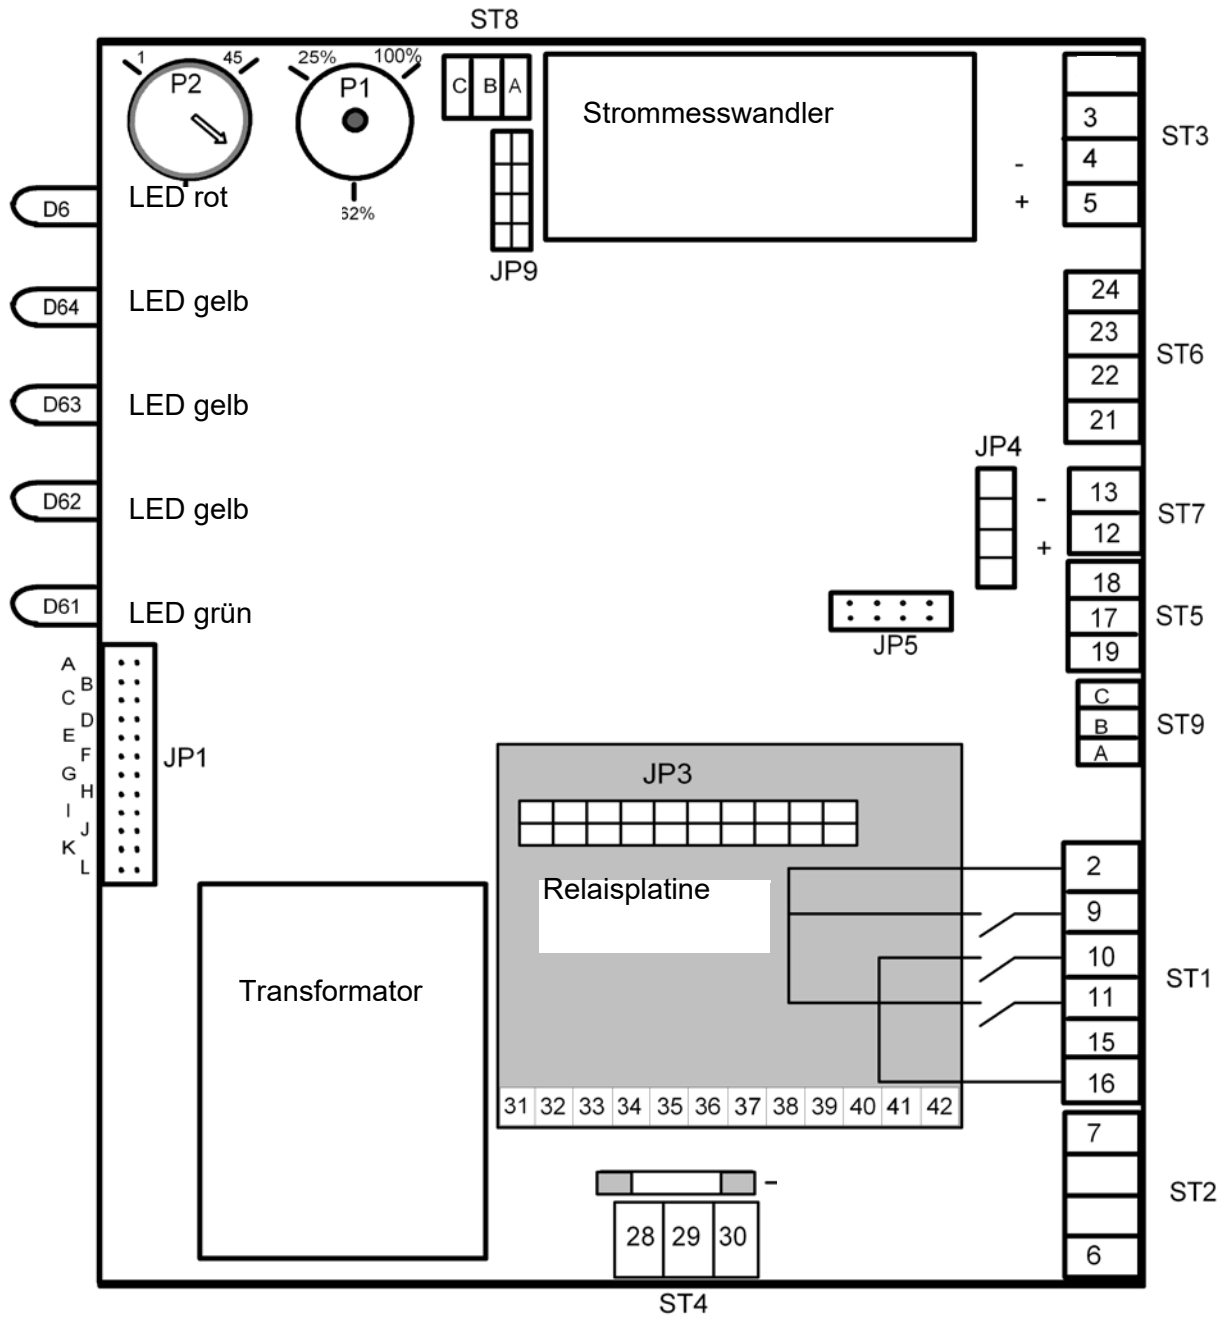 ST8
1
45
P2
25%
100%
P1
62%
C B A
Strommesswandler
3
4
5
-
+
ST3
D6
LED rot
JP9
D64
LED gelb
24
23
22
21
ST6
D63
LED gelb
JP4
D62
LED gelb
-
+
13
12
ST7
D61
LED grün
JP5
18
17
19
ST5
A
B
C
D
E
F
G
H
I
J
K
L
JP1
C
B
A
ST9
JP3
Relaisplatine
2
9
10
11
15
16
ST1
Transformator
31 32 33 34 35 36 37 38 39 40 41 42
7
6
ST2
-
28 29 30
ST4